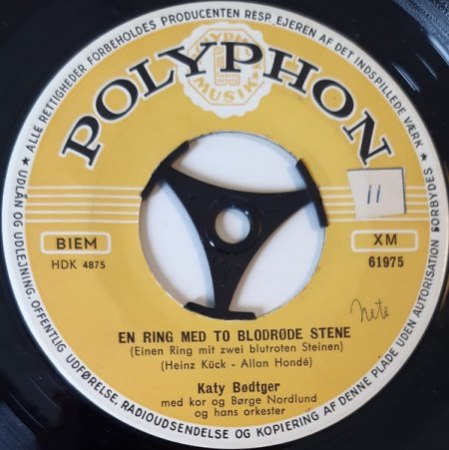 ALLE RETTIGHEDER FORBEHOLDES PRODUCENTEN RESP. EJEREN AF DET INDSPILLEDE VÆRK ★
POLYPHON
POLYPHON
MUSIK
11
BIEM
XM
HDK 4875
61975
Nete
EN RING MED TO BLODRØDE STENE
(Einen Ring mit zwei blutroten Steinen)
(Heinz Kück - Allan Hondé)
Katy Bødtger
med kor og Børge Nordlund
og hans orkester
★ UDLÅN OG UDLEJNING · OFFENTLIG UDFØRELSE, RADIOUDSENDELSE OG KOPIERING AF DENNE PLADE UDEN AUTORISATION FORBYDES